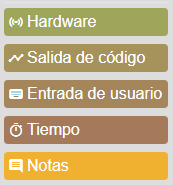 Hardware
Salida de código
Entrada de usuario
Tiempo
Notas